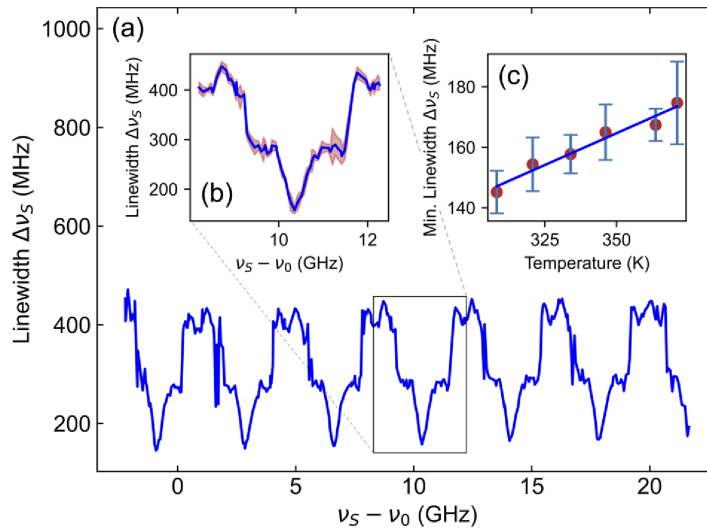 (a)
Linewidth Δν_S (MHz)
1000
800
600
400
200
0
5
10
15
20
ν_S − ν_0 (GHz)
(b)
Linewidth Δν_S (MHz)
400
300
200
10
12
ν_S − ν_0 (GHz)
(c)
Min. Linewidth Δν_S (MHz)
180
160
140
325
350
Temperature (K)